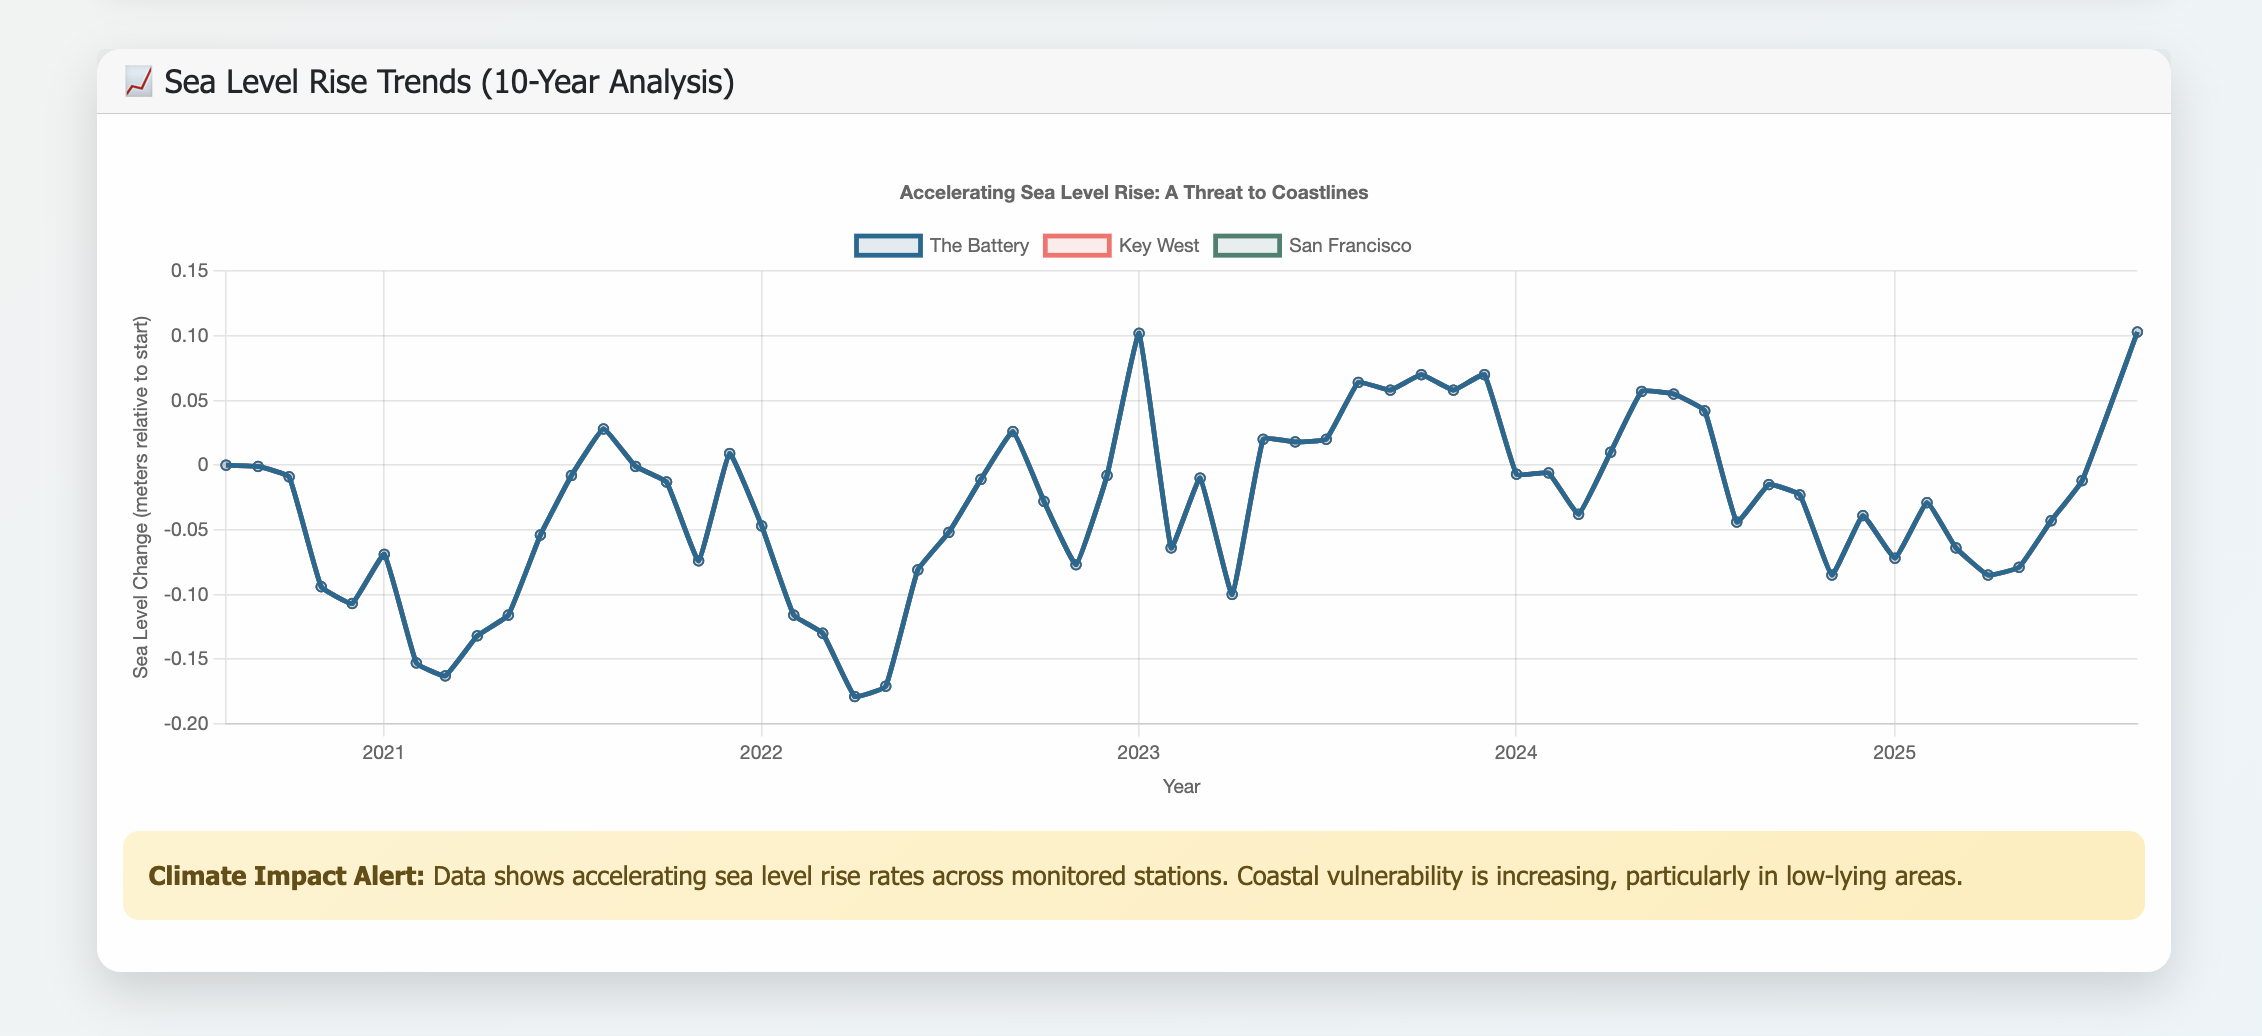 📈 Sea Level Rise Trends (10-Year Analysis)
Accelerating Sea Level Rise: A Threat to Coastlines
The Battery Key West San Francisco
Sea Level Change (meters relative to start)
0.15
0.10
0.05
0
-0.05
-0.10
-0.15
-0.20
2021 2022 2023 2024 2025
Year
Climate Impact Alert: Data shows accelerating sea level rise rates across monitored stations. Coastal vulnerability is increasing, particularly in low-lying areas.